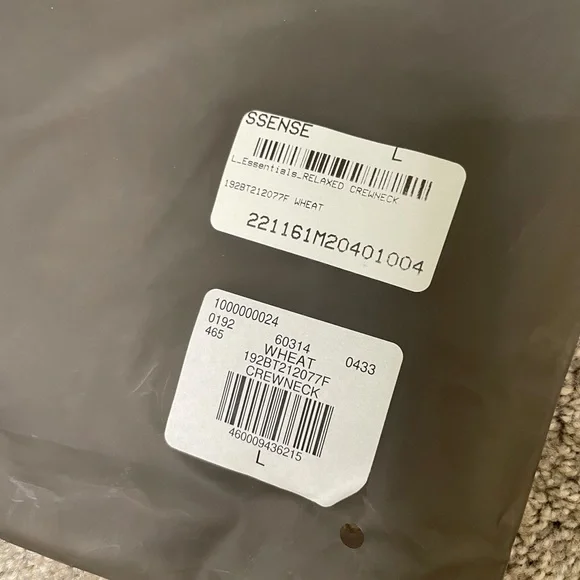 SSENSE
L
L_Essentials_RELAXED CREWNECK
192BT212077F WHEAT
221161M20401004
1000000024
0192
465
60314
0433
WHEAT
192BT212077F
CREWNECK
460009436215
L